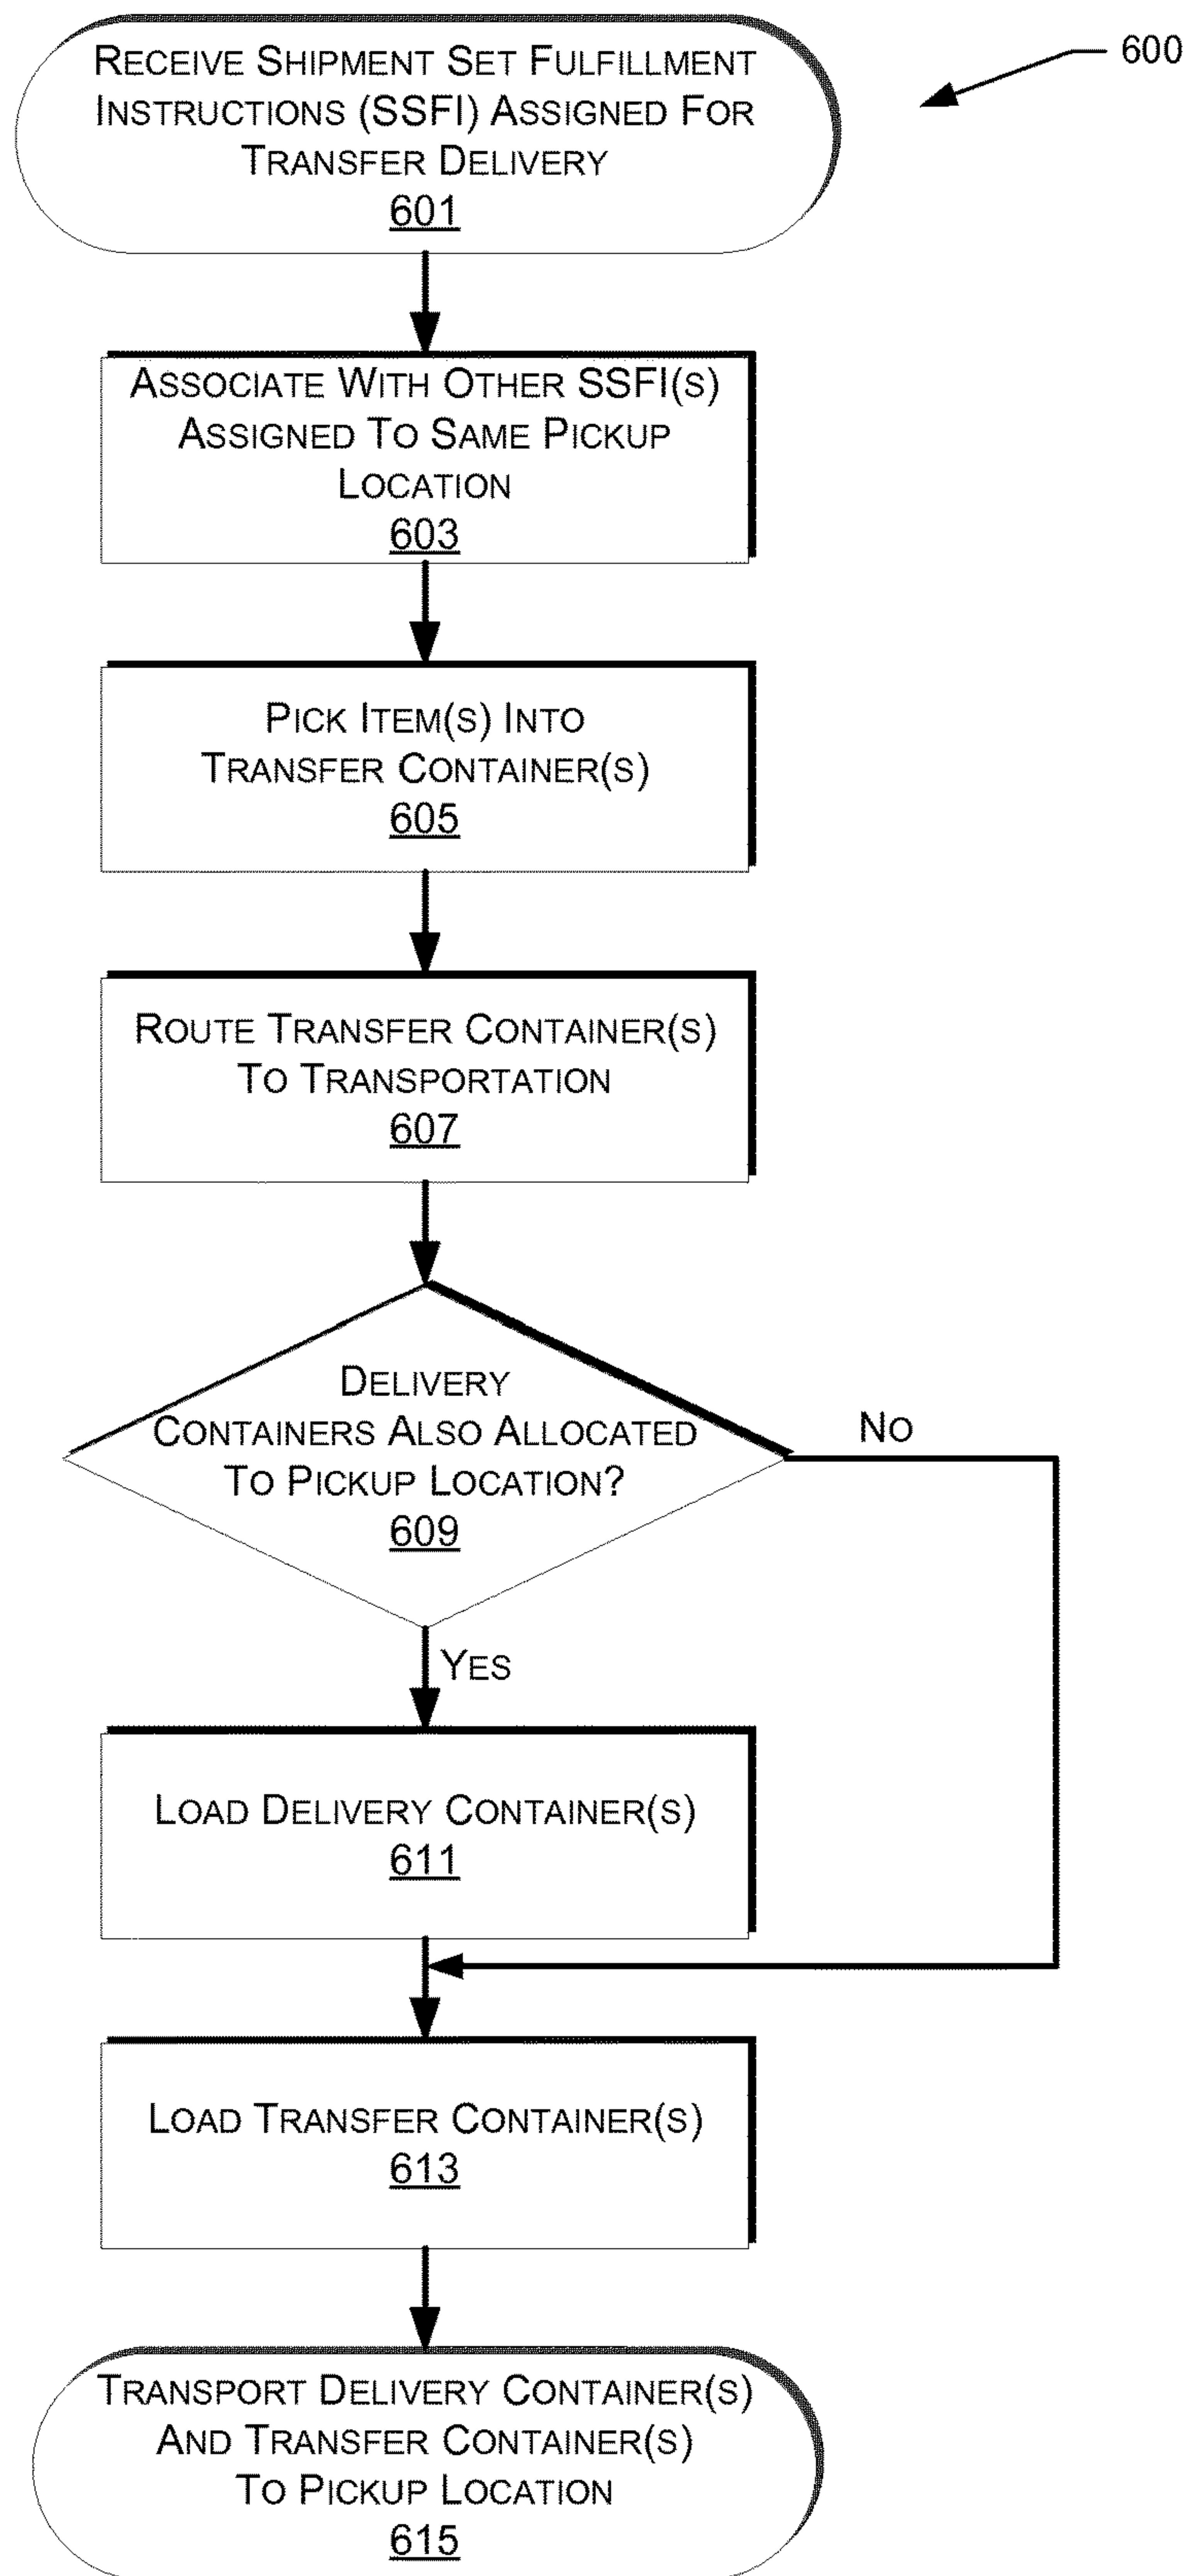 RECEIVE SHIPMENT SET FULFILLMENT
INSTRUCTIONS (SSFI) ASSIGNED FOR
TRANSFER DELIVERY
601
600
ASSOCIATE WITH OTHER SSFI(S)
ASSIGNED TO SAME PICKUP
LOCATION
603
PICK ITEM(S) INTO
TRANSFER CONTAINER(S)
605
ROUTE TRANSFER CONTAINER(S)
TO TRANSPORTATION
607
DELIVERY
CONTAINERS ALSO ALLOCATED
TO PICKUP LOCATION?
609
NO
YES
LOAD DELIVERY CONTAINER(S)
611
LOAD TRANSFER CONTAINER(S)
613
TRANSPORT DELIVERY CONTAINER(S)
AND TRANSFER CONTAINER(S)
TO PICKUP LOCATION
615